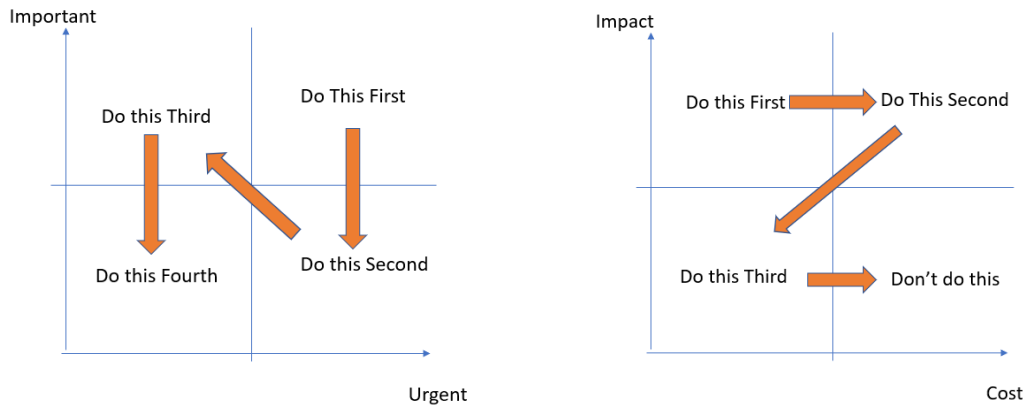 Important
Do This First
Do this Third
Do this Fourth
Do this Second
Urgent
Impact
Do this First
Do This Second
Do this Third
Don't do this
Cost